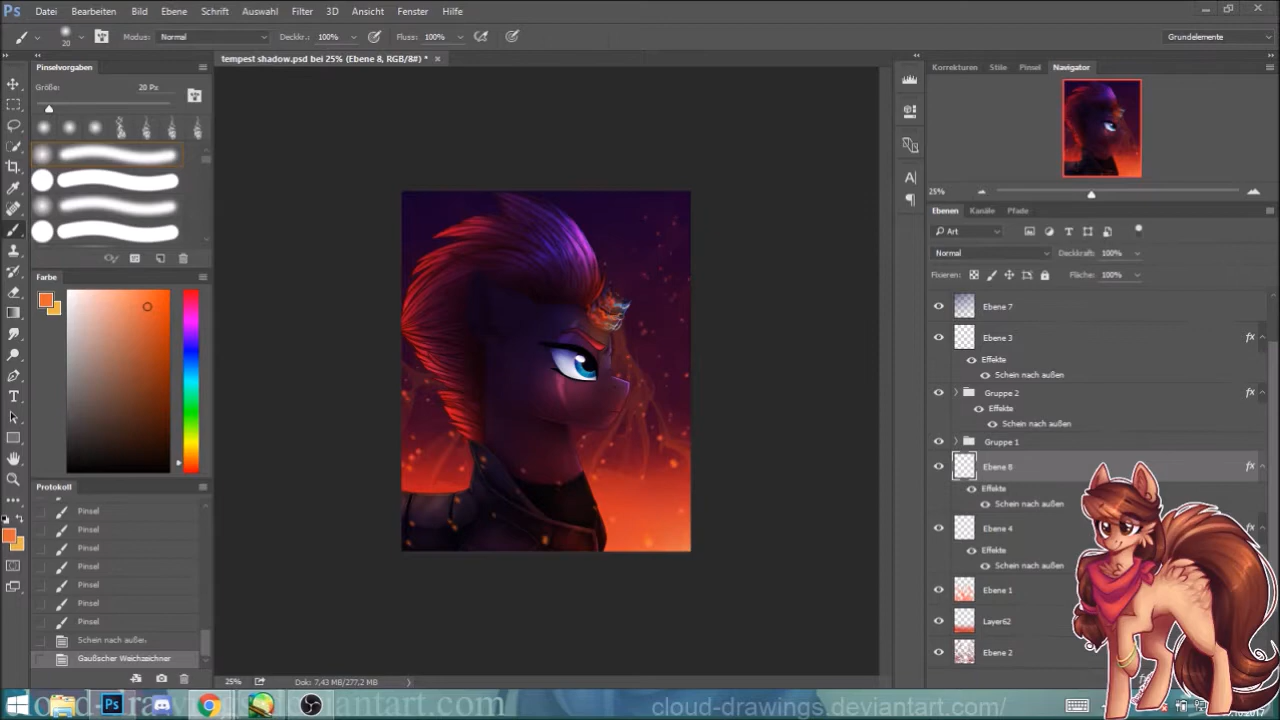 Ps Datei Bearbeiten Bild Ebene Schrift Auswahl Filter 3D Ansicht Fenster Hilfe
20 Modus: Normal Deckkr.: 100% Fluss: 100% Grundelemente
tempest shadow.psd bei 25% (Ebene 8, RGB/8#) *
Pinselvorgaben
Größe: 20 Px
Farbe
Protokoll
Pinsel
Pinsel
Pinsel
Pinsel
Pinsel
Pinsel
Pinsel
Schein nach außen
Gaußscher Weichzeichner
25% Dok: 7,43 MB/277,2 MB
Korrekturen Stile Pinsel Navigator
25%
Ebenen Kanäle Pfade
Art
Normal Deckkraft: 100%
Fixieren: Fläche: 100%
Ebene 7
Ebene 3 fx
Effekte
Schein nach außen
Gruppe 2 fx
Effekte
Schein nach außen
Gruppe 1
Ebene 8 fx
Effekte
Schein nach außen
Ebene 4
Effekte
Schein nach außen
Ebene 1
Layer62
Ebene 2
cloud-drawings.deviantart.com/